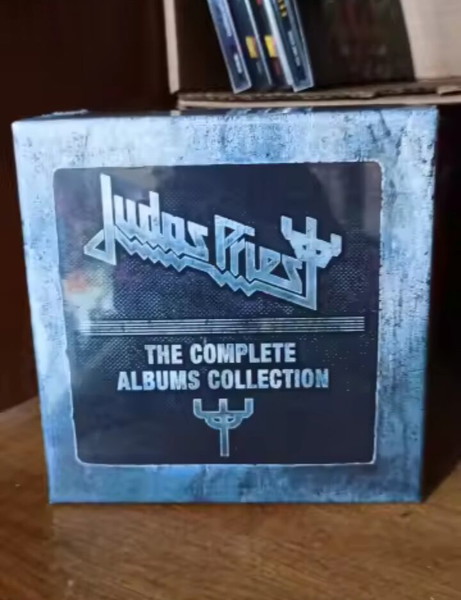 Judas Priest
THE COMPLETE
ALBUMS COLLECTION